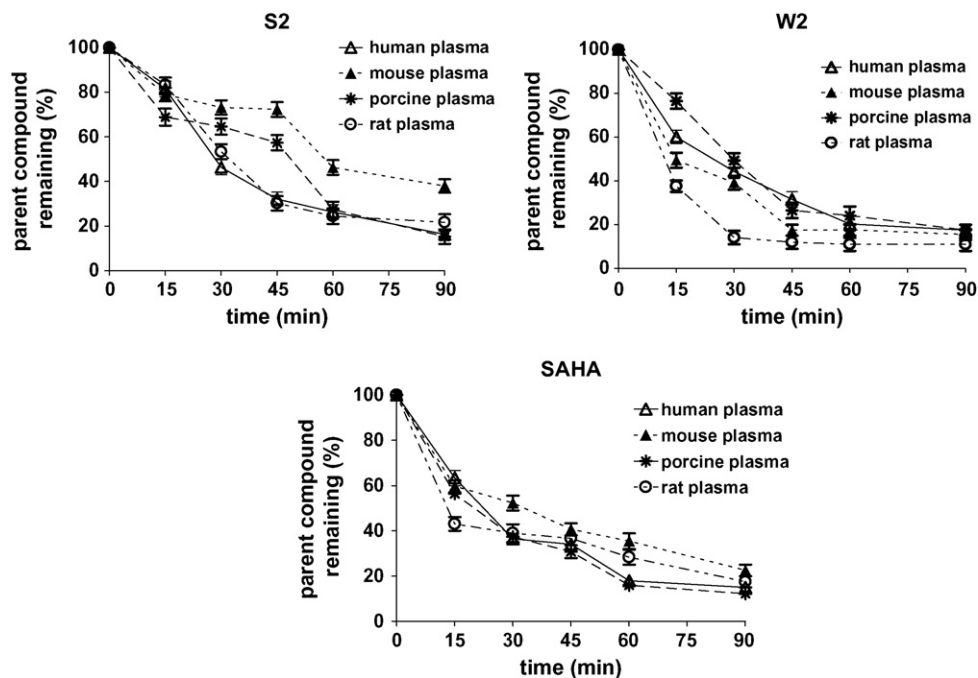 S2
parent compound
remaining (%)
100
80
60
40
20
0
0 15 30 45 60 75 90
time (min)
human plasma
mouse plasma
porcine plasma
rat plasma
W2
parent compound
remaining (%)
100
80
60
40
20
0
0 15 30 45 60 75 90
time (min)
human plasma
mouse plasma
porcine plasma
rat plasma
SAHA
parent compound
remaining (%)
100
80
60
40
20
0
0 15 30 45 60 75 90
time (min)
human plasma
mouse plasma
porcine plasma
rat plasma